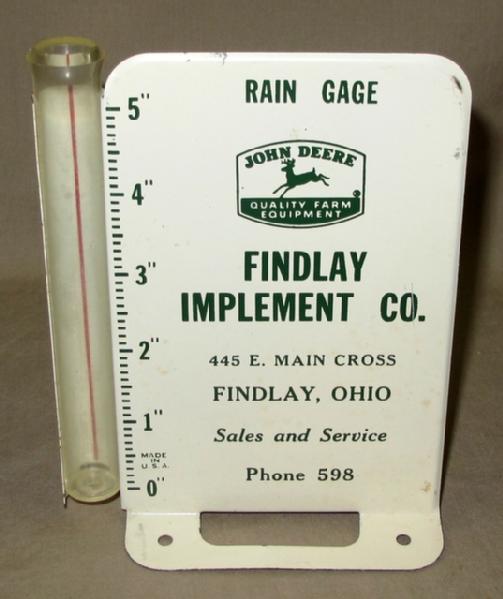 RAIN GAGE
5"
4"
3"
2"
1"
0"
MADE
IN
U.S.A.
JOHN DEERE
QUALITY FARM
EQUIPMENT
FINDLAY
IMPLEMENT CO.
445 E. MAIN CROSS
FINDLAY, OHIO
Sales and Service
Phone 598